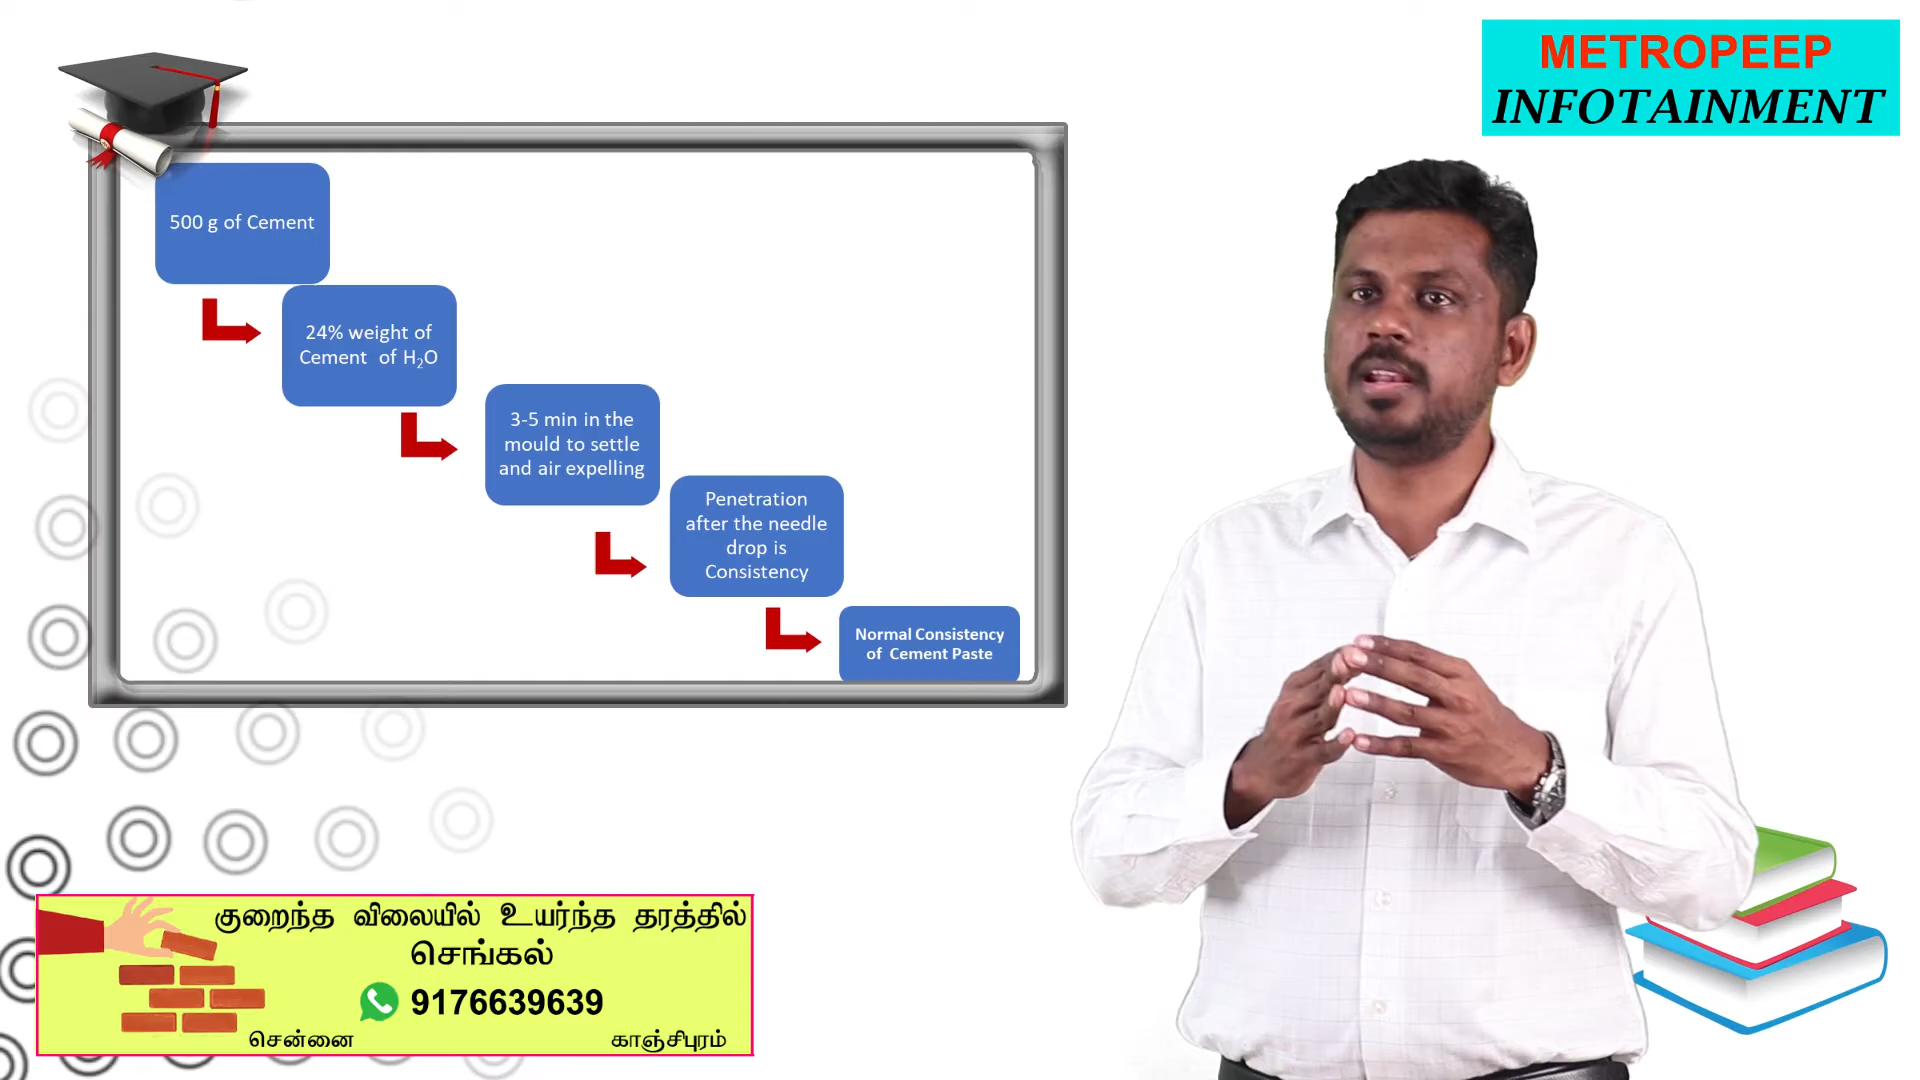 METROPEEP
INFOTAINMENT
500 g of Cement
24% weight of
Cement of H₂O
3-5 min in the
mould to settle
and air expelling
Penetration
after the needle
drop is
Consistency
Normal Consistency
of Cement Paste
குறைந்த விலையில் உயர்ந்த தரத்தில்
செங்கல்
9176639639
சென்னை காஞ்சிபுரம்